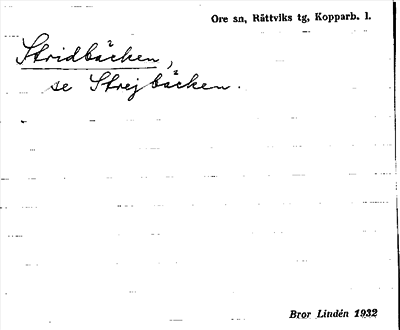 Ore sn, Rättviks tg, Kopparb. l.
Stridbäcken,
se Strejbäcken.
Bror Lindén 1932